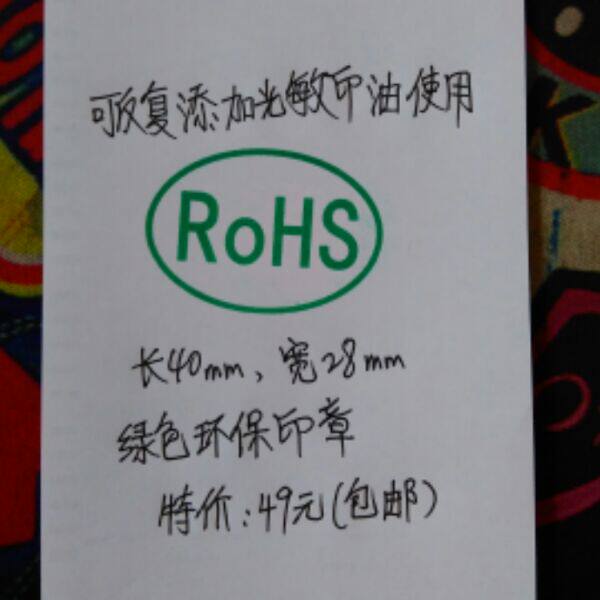 可反复添加光敏印油使用
RoHS
长40mm、宽28mm
绿色环保印章
特价:49元(包邮)